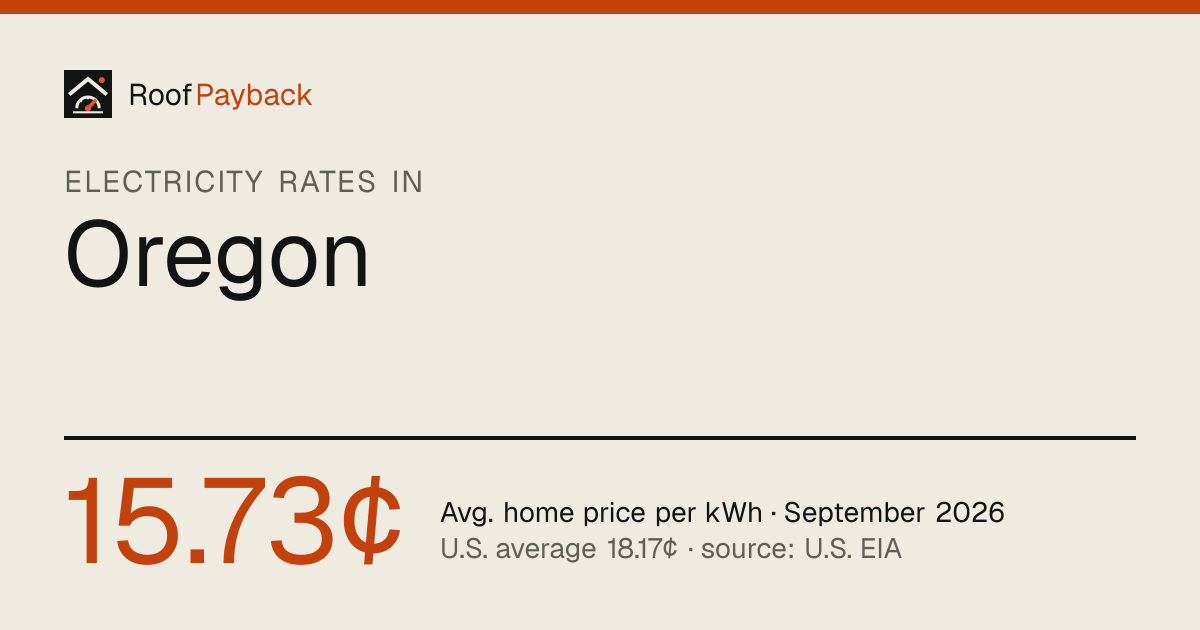 RoofPayback
ELECTRICITY RATES IN
Oregon
15.73¢
Avg. home price per kWh · September 2026
U.S. average 18.17¢ · source: U.S. EIA